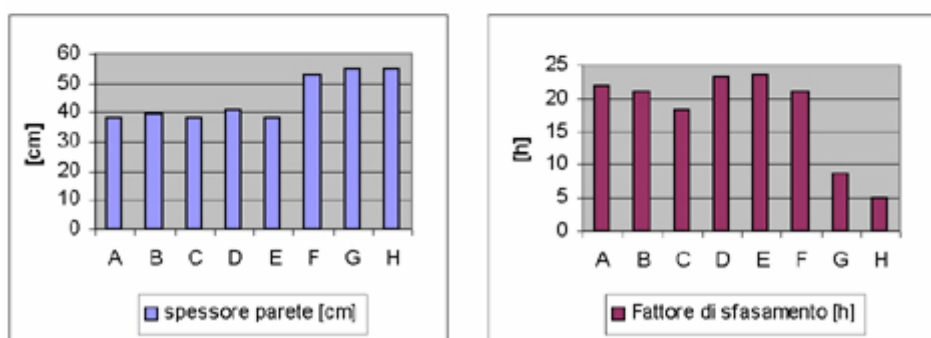 60
50
40
30
20
10
0
[cm]
A B C D E F G H
spessore parete [cm]
25
20
15
10
5
0
[h]
A B C D E F G H
Fattore di sfasamento [h]